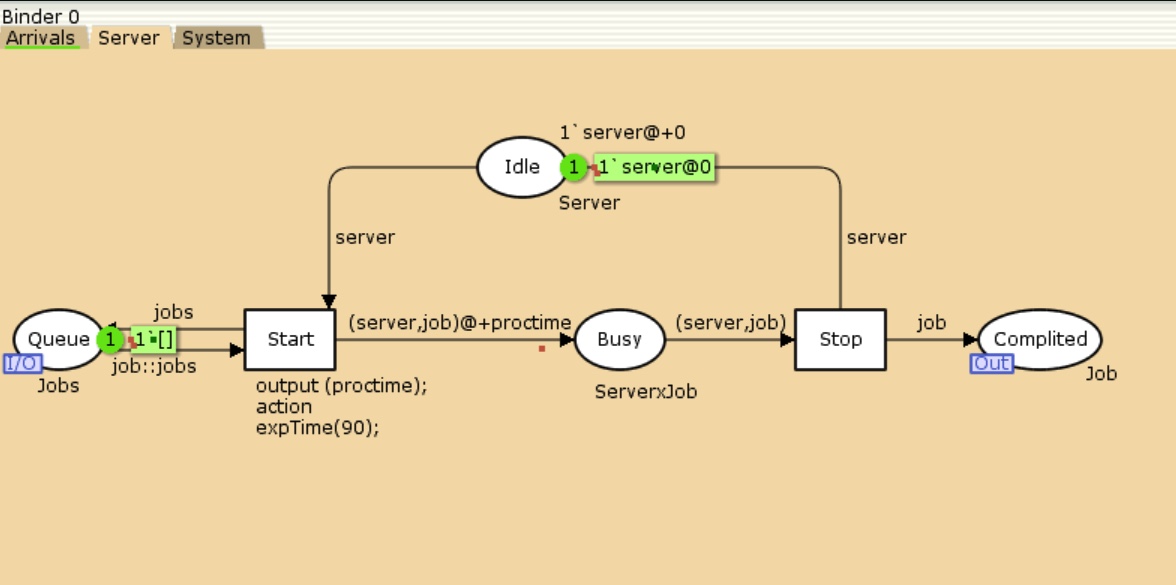 Binder 0
Arrivals Server System
1`server@+0
Idle 1 1`server@0
Server
server server
jobs (server,job)@+proctime (server,job) job
Queue 1 1`[] Start Busy Stop Complited
I/O Out
job::jobs
Jobs ServerxJob Job
output (proctime);
action
expTime(90);